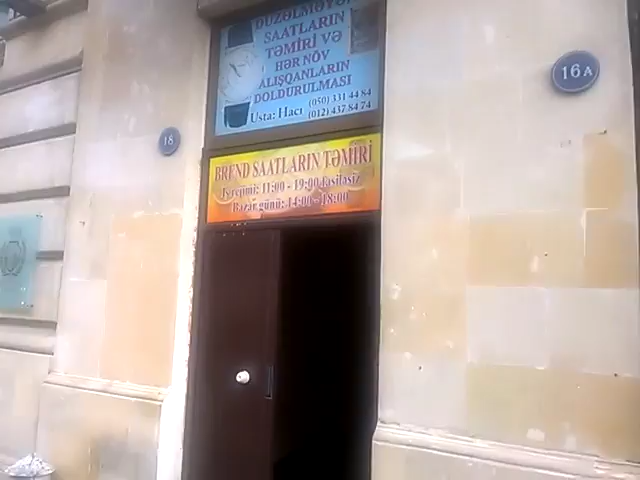 DÜZƏLMƏYƏN
SAATLARIN
TƏMİRİ VƏ
HƏR NÖV
ALIŞQANLARIN
DOLDURULMASI
Usta: Hacı
(050) 331 44 84
(012) 437 84 74
18
16A
BREND SAATLARIN TƏMİRİ
İş rejimi: 11:00 - 19:00 fasiləsiz
Bazar günü: 14:00 - 18:00